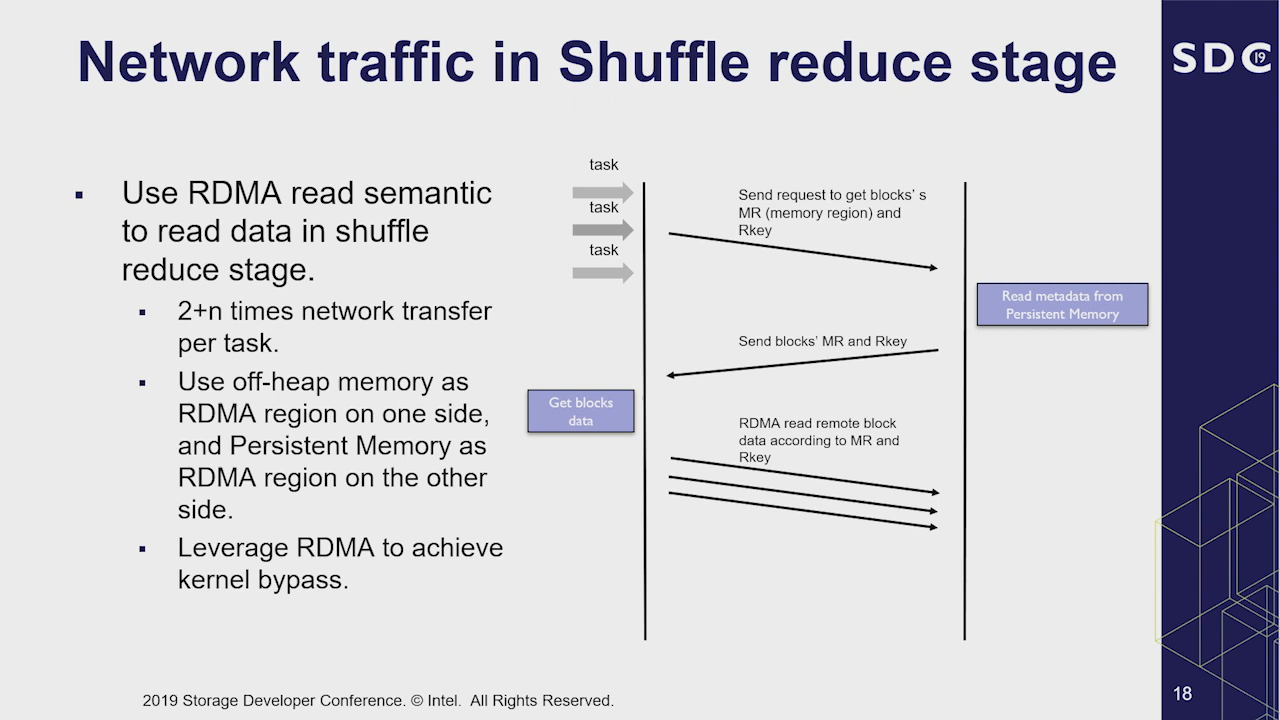 Network traffic in Shuffle reduce stage
SDC 19
▪ Use RDMA read semantic
to read data in shuffle
reduce stage.
▪ 2+n times network transfer
per task.
▪ Use off-heap memory as
RDMA region on one side,
and Persistent Memory as
RDMA region on the other
side.
▪ Leverage RDMA to achieve
kernel bypass.
task
task
task
Send request to get blocks’ s
MR (memory region) and
Rkey
Read metadata from
Persistent Memory
Send blocks’ MR and Rkey
Get blocks
data
RDMA read remote block
data according to MR and
Rkey
2019 Storage Developer Conference. © Intel. All Rights Reserved.
18